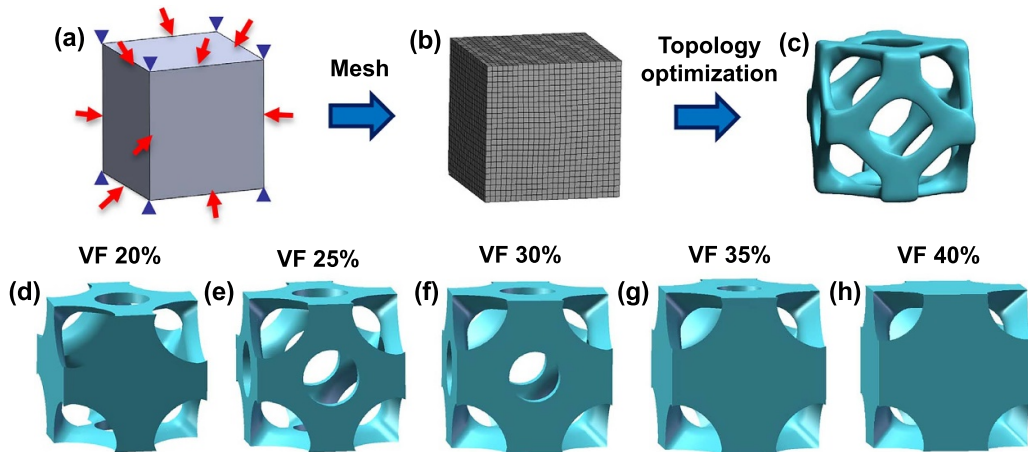 (a)
Mesh
(b)
Topology
optimization
(c)
VF 20%
VF 25%
VF 30%
VF 35%
VF 40%
(d)
(e)
(f)
(g)
(h)